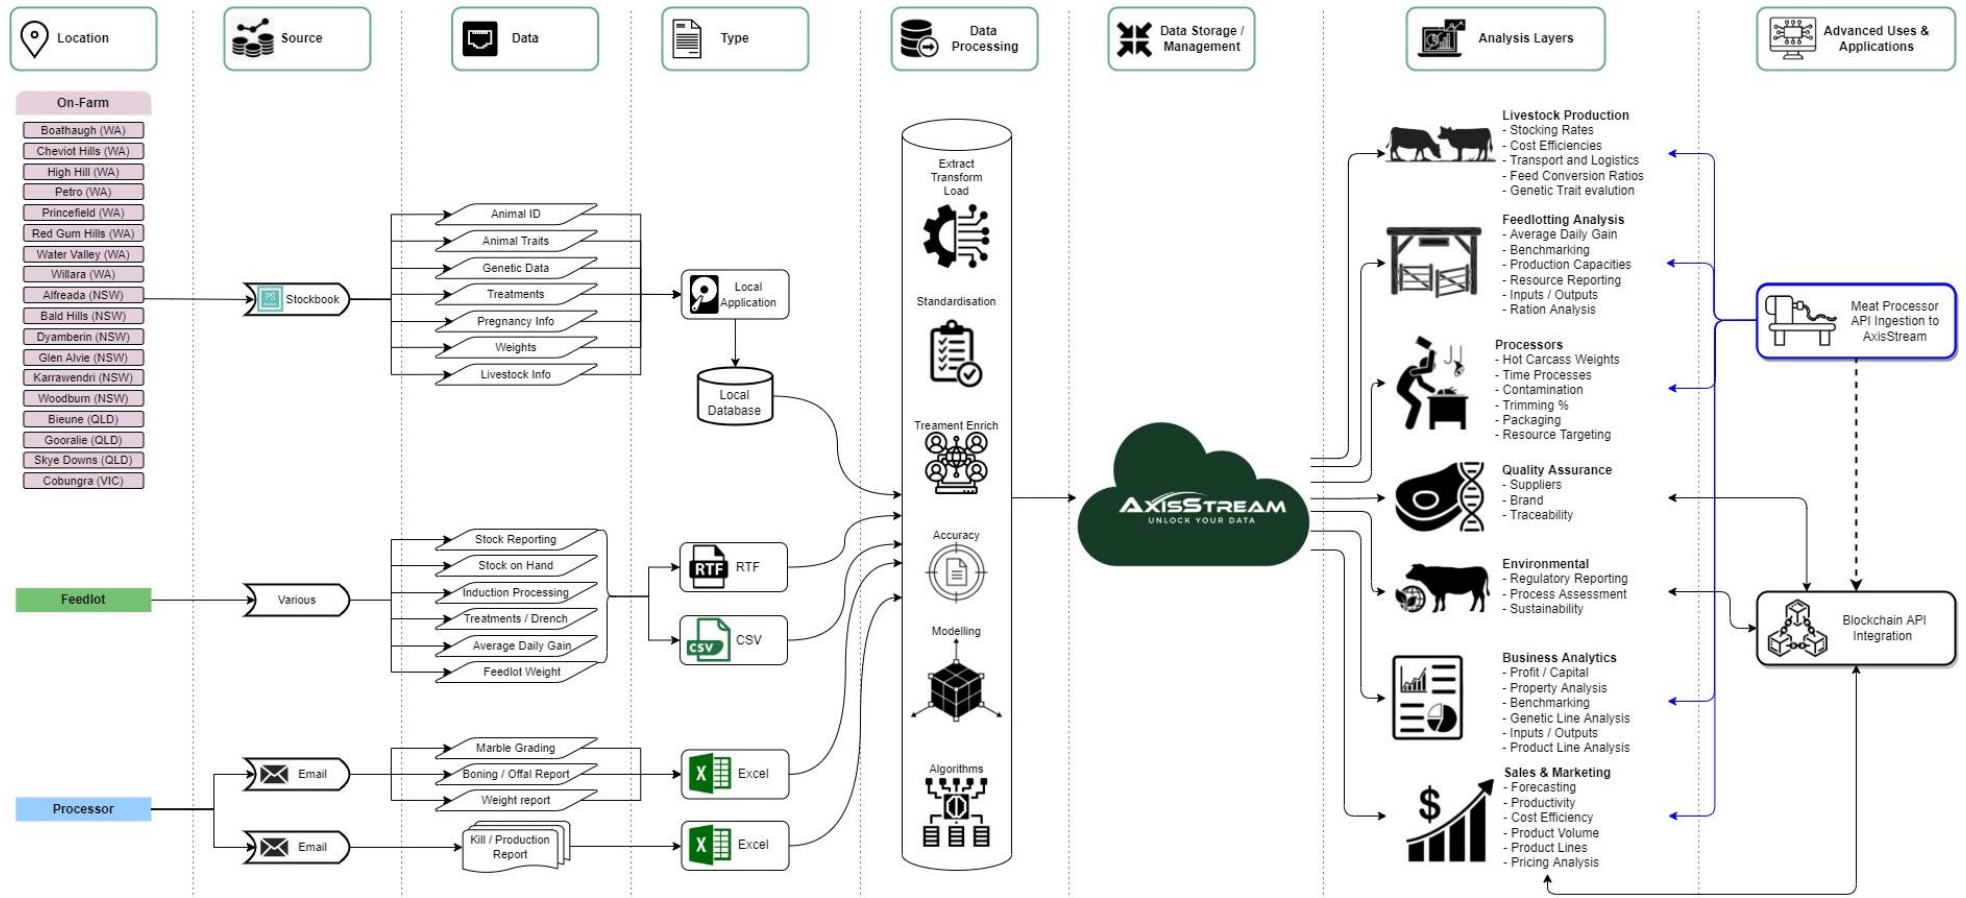 Location
Source
Data
Type
Data
Processing
Data Storage /
Management
Analysis Layers
Advanced Uses &
Applications
On-Farm
Boathaugh (WA)
Cheviot Hills (WA)
High Hill (WA)
Petro (WA)
Princefield (WA)
Red Gum Hills (WA)
Water Valley (WA)
Willara (WA)
Alfreada (NSW)
Bald Hills (NSW)
Dyamberin (NSW)
Glen Alvie (NSW)
Karrawendri (NSW)
Woodburn (NSW)
Bieune (QLD)
Gooralie (QLD)
Skye Downs (QLD)
Cobungra (VIC)
Feedlot
Processor
PS
Stockbook
Various
Email
Email
Animal ID
Animal Traits
Genetic Data
Treatments
Pregnancy Info
Weights
Livestock Info
Stock Reporting
Stock on Hand
Induction Processing
Treatments / Drench
Average Daily Gain
Feedlot Weight
Marble Grading
Boning / Offal Report
Weight report
Kill / Production
Report
Local
Application
Local
Database
RTF
RTF
CSV
CSV
X
Excel
X
Excel
Extract
Transform
Load
Standardisation
Treament Enrich
Accuracy
Modelling
Algorithms
AXISSTREAM
UNLOCK YOUR DATA
Livestock Production
- Stocking Rates
- Cost Efficiencies
- Transport and Logistics
- Feed Conversion Ratios
- Genetic Trait evalution
Feedlotting Analysis
- Average Daily Gain
- Benchmarking
- Production Capacities
- Resource Reporting
- Inputs / Outputs
- Ration Analysis
Processors
- Hot Carcass Weights
- Time Processes
- Contamination
- Trimming %
- Packaging
- Resource Targeting
Quality Assurance
- Suppliers
- Brand
- Traceability
Environmental
- Regulatory Reporting
- Process Assessment
- Sustainability
Business Analytics
- Profit / Capital
- Property Analysis
- Benchmarking
- Genetic Line Analysis
- Inputs / Outputs
- Product Line Analysis
$
Sales & Marketing
- Forecasting
- Productivity
- Cost Efficiency
- Product Volume
- Product Lines
- Pricing Analysis
Meat Processor
API Ingestion to
AxisStream
Blockchain API
Integration